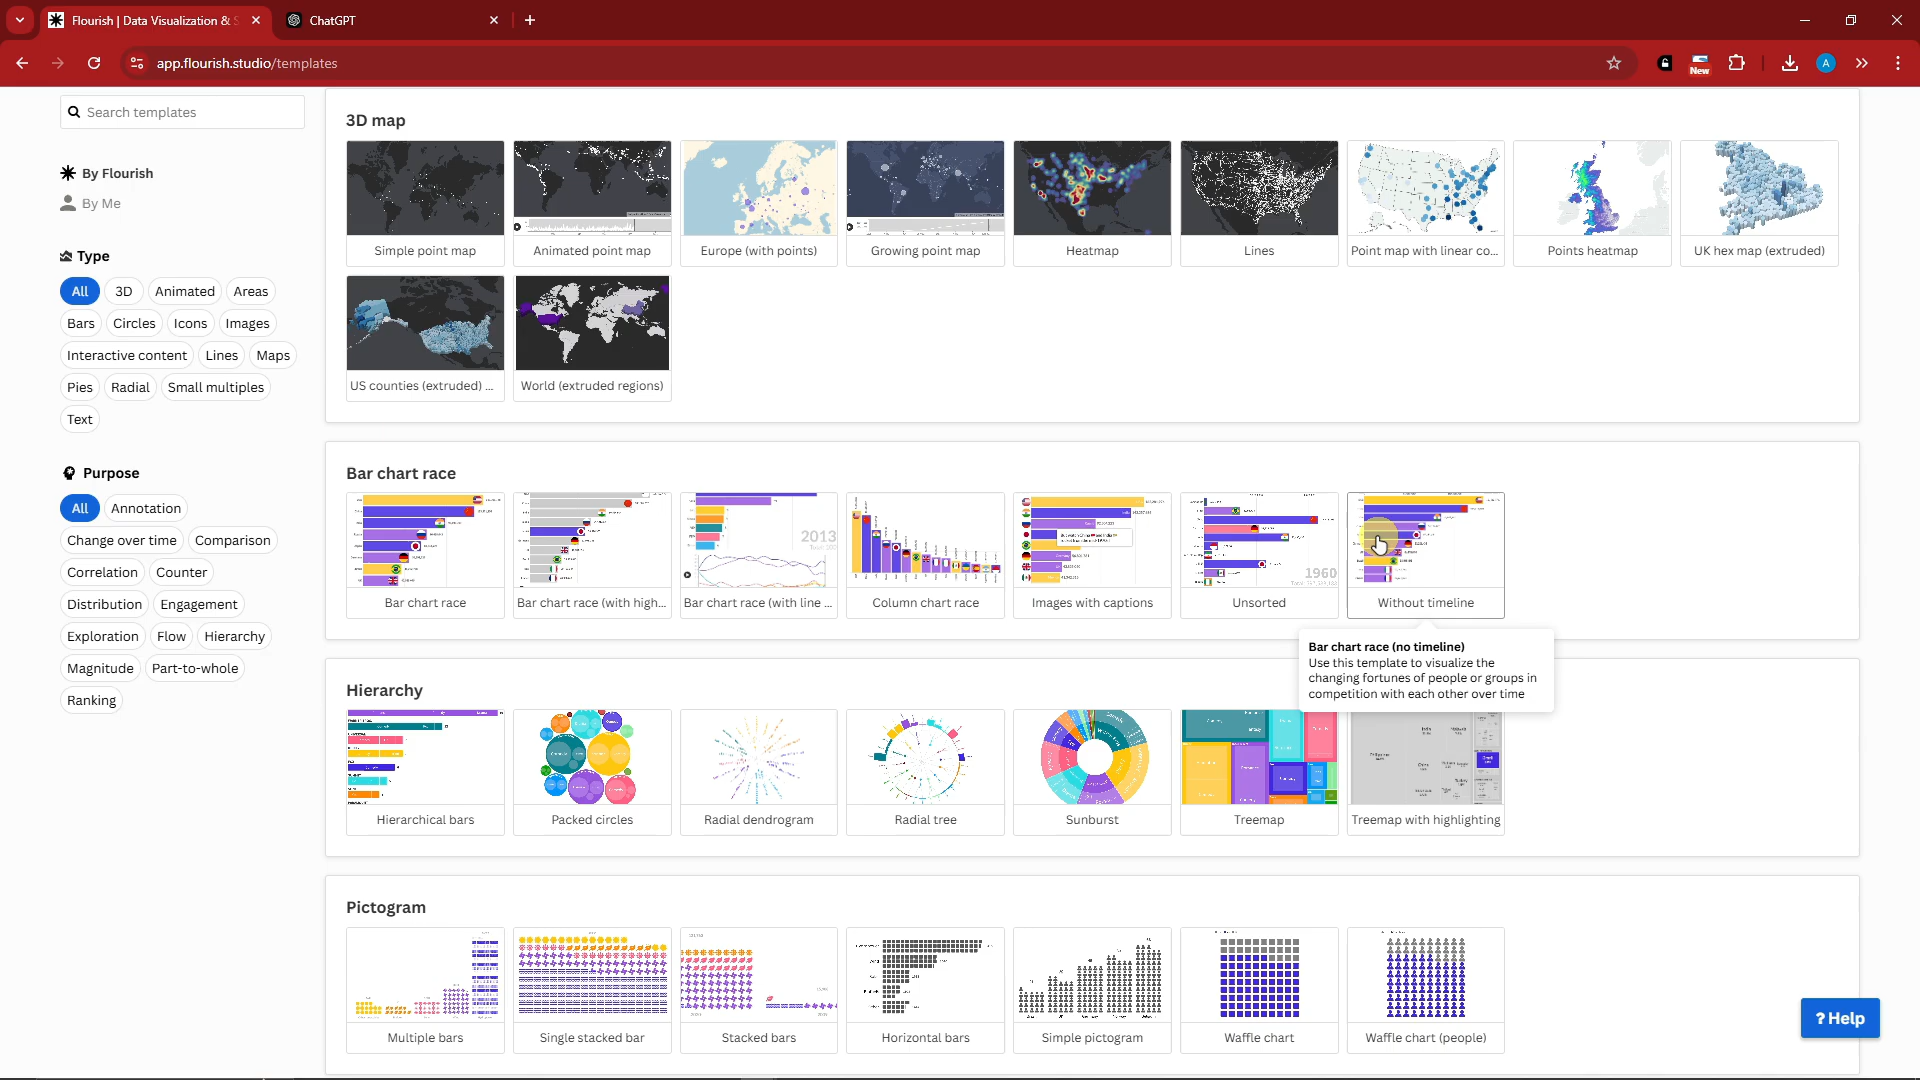 Flourish | Data Visualization & S
ChatGPT
app.flourish.studio/templates
New
A
Search templates
By Flourish
By Me
Type
All
3D
Animated
Areas
Bars
Circles
Icons
Images
Interactive content
Lines
Maps
Pies
Radial
Small multiples
Text
Purpose
All
Annotation
Change over time
Comparison
Correlation
Counter
Distribution
Engagement
Exploration
Flow
Hierarchy
Magnitude
Part-to-whole
Ranking
3D map
Simple point map
Animated point map
Europe (with points)
Growing point map
Heatmap
Lines
Point map with linear co...
Points heatmap
UK hex map (extruded)
US counties (extruded) ...
World (extruded regions)
Bar chart race
2013
1960
Bar chart race
Bar chart race (with high...
Bar chart race (with line ...
Column chart race
Images with captions
Unsorted
Without timeline
Bar chart race (no timeline)
Use this template to visualize the
changing fortunes of people or groups in
competition with each other over time
Hierarchy
Hierarchical bars
Packed circles
Radial dendrogram
Radial tree
Sunburst
Treemap
Treemap with highlighting
Pictogram
Multiple bars
Single stacked bar
Stacked bars
Horizontal bars
Simple pictogram
Waffle chart
Waffle chart (people)
? Help